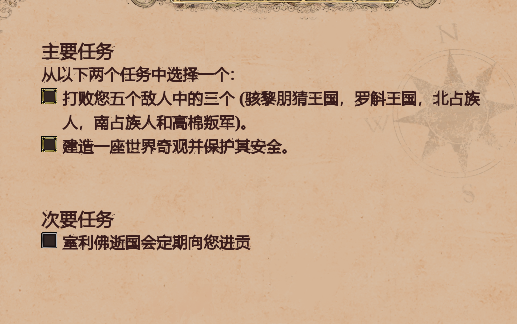 主要任务
从以下两个任务中选择一个：
打败您五个敌人中的三个 (骇黎朋猜王国，罗斛王国，北占族
人，南占族人和高棉叛军)。
建造一座世界奇观并保护其安全。
次要任务
室利佛逝国会定期向您进贡
N
W
S